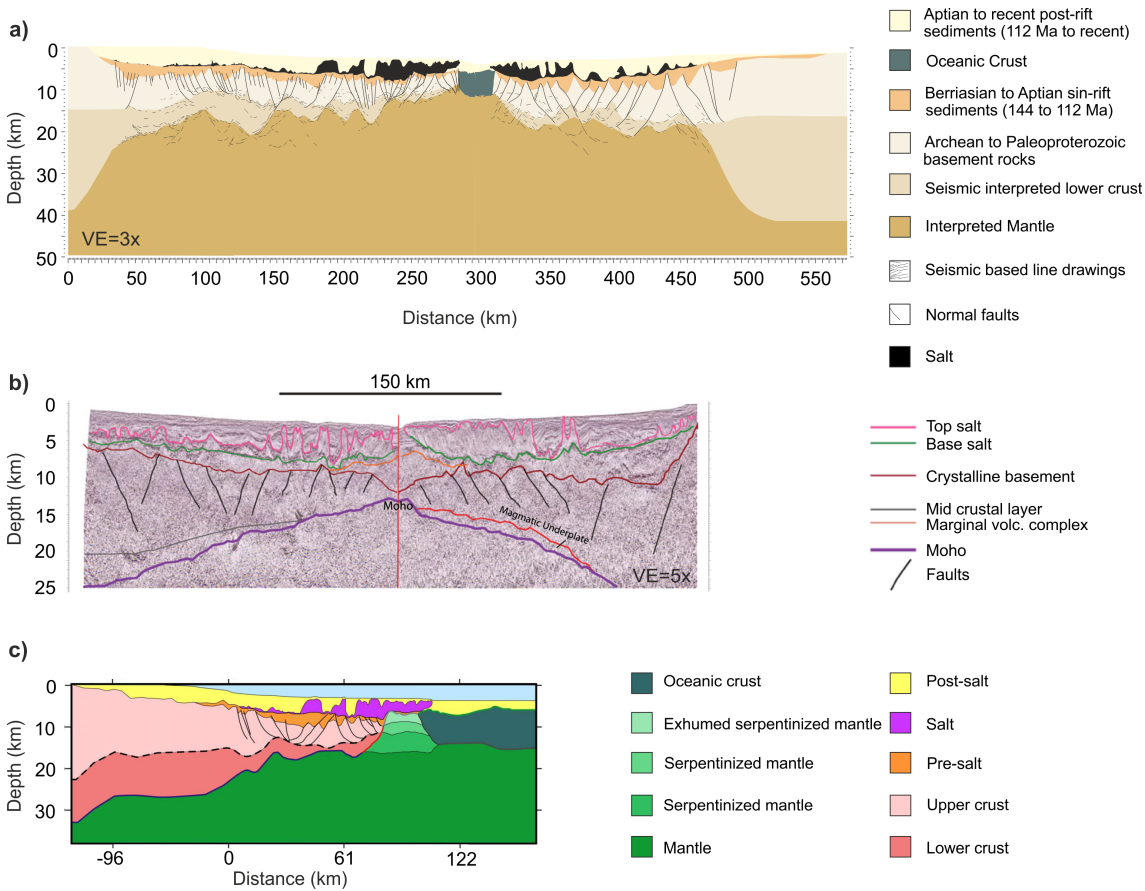 a)
0
10
20
30
40
50
Depth (km)
VE=3x
0 50 100 150 200 250 300 350 400 450 500 550
Distance (km)
Aptian to recent post-rift
sediments (112 Ma to recent)
Oceanic Crust
Berriasian to Aptian sin-rift
sediments (144 to 112 Ma)
Archean to Paleoproterozoic
basement rocks
Seismic interpreted lower crust
Interpreted Mantle
Seismic based line drawings
Normal faults
Salt
b)
150 km
0
5
10
15
20
25
Depth (km)
Moho
Magmatic Underplate
VE=5x
Top salt
Base salt
Crystalline basement
Mid crustal layer
Marginal volc. complex
Moho
Faults
c)
0
10
20
30
Depth (km)
-96 0 61 122
Distance (km)
Oceanic crust
Exhumed serpentinized mantle
Serpentinized mantle
Serpentinized mantle
Mantle
Post-salt
Salt
Pre-salt
Upper crust
Lower crust